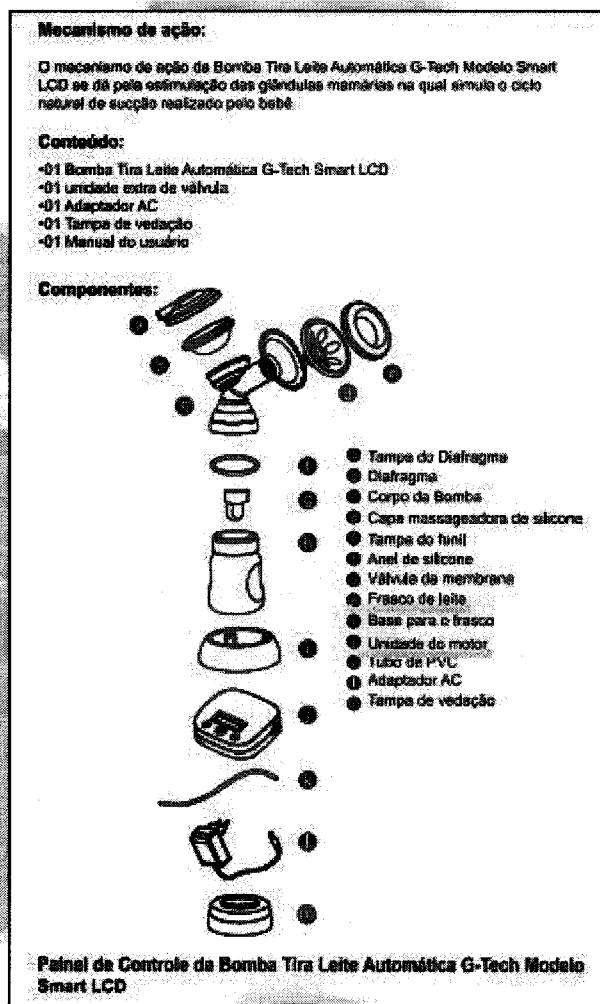 Mecanismo de ação:
O mecanismo de ação da Bomba Tira Leite Automática G-Tech Modelo Smart
LCD se dá pela estimulação das glândulas mamárias na qual simula o ciclo
natural de sucção realizado pelo bebê
Conteúdo:
•01 Bomba Tira Leite Automática G-Tech Smart LCD
•01 unidade extra de válvula
•01 Adaptador AC
•01 Tampa de vedação
•01 Manual do usuário
Componentes:
Tampa do Diafragma
Diafragma
Corpo da Bomba
Capa massageadora de silicone
Tampa do funil
Anel de silicone
Válvula de membrana
Frasco de leite
Base para o frasco
Unidade do motor
Tubo de PVC
Adaptador AC
Tampa de vedação
Painel de Controle da Bomba Tira Leite Automática G-Tech Modelo
Smart LCD